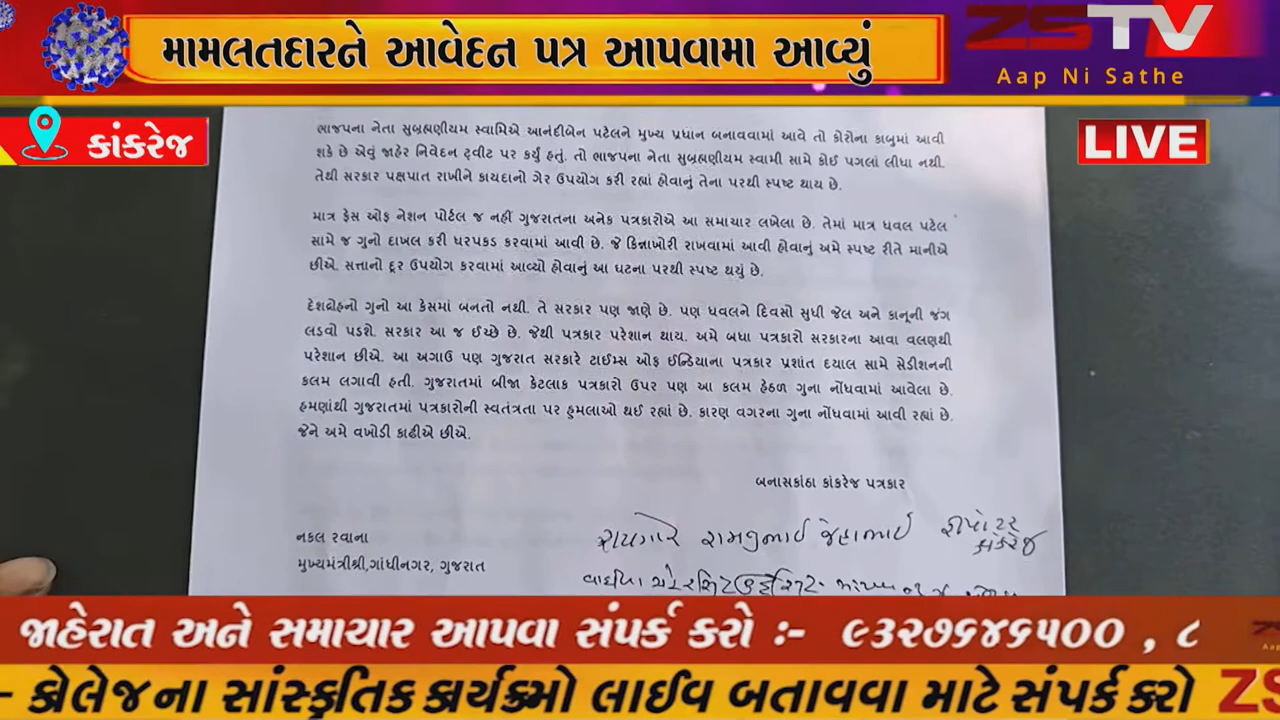 મામલતદારને આવેદન પત્ર આપવામા આવ્યું
ZSTV
Aap Ni Sathe
કાંકરેજ
LIVE
ભાજપના નેતા સુબ્રહ્મણીયમ સ્વામિએ આનંદીબેન પટેલને મુખ્ય પ્રધાન બનાવવામાં આવે તો કોરોના કાબુમાં આવી
શકે છે એવું જાહેર નિવેદન ટ્વીટ પર કર્યું હતું. તો ભાજપના નેતા સુબ્રહ્મણીયમ સ્વામી સામે કોઈ પગલાં લીધા નથી.
તેથી સરકાર પક્ષપાત રાખીને કાયદાનો ગેર ઉપયોગ કરી રહ્યાં હોવાનું તેના પરથી સ્પષ્ટ થાય છે.
માત્ર ફેસ ઓફ નેશન પોર્ટલ જ નહીં ગુજરાતના અનેક પત્રકારોએ આ સમાચાર લખેલા છે. તેમાં માત્ર ધવલ પટેલ
સામે જ ગુનો દાખલ કરી ધરપકડ કરવામાં આવી છે. જે કિન્નાખોરી રાખવામાં આવી હોવાનું અમે સ્પષ્ટ રીતે માનીએ
છીએ. સત્તાનો દૂર ઉપયોગ કરવામાં આવ્યો હોવાનું આ ઘટના પરથી સ્પષ્ટ થયું છે.
દેશદ્રોહનો ગુનો આ કેસમાં બનતો નથી. તે સરકાર પણ જાણે છે. પણ ધવલને દિવસો સુધી જેલ અને કાનૂની જંગ
લડવો પડશે. સરકાર આ જ ઈચ્છે છે. જેથી પત્રકાર પરેશાન થાય. અમે બધા પત્રકારો સરકારના આવા વલણથી
પરેશાન છીએ. આ અગાઉ પણ ગુજરાત સરકારે ટાઈમ્સ ઓફ ઈન્ડિયાના પત્રકાર પ્રશાંત દયાલ સામે સેડીશનની
કલમ લગાવી હતી. ગુજરાતમાં બીજા કેટલાક પત્રકારો ઉપર પણ આ કલમ હેઠળ ગુના નોંધવામાં આવેલા છે.
હમણાંથી ગુજરાતમાં પત્રકારોની સ્વતંત્રતા પર હુમલાઓ થઈ રહ્યાં છે. કારણ વગરના ગુના નોંધવામાં આવી રહ્યાં છે.
જેને અમે વખોડી કાઢીએ છીએ.
બનાસકાંઠા કાંકરેજ પત્રકાર
નકલ રવાના
મુખ્યમંત્રીશ્રી,ગાંધીનગર, ગુજરાત
રામજીભાઈ જેહાભાઈ રીપોટર
કાંકરેજ
જાહેરાત અને સમાચાર આપવા સંપર્ક કરો :- ૯૩૨૭૬૪૬૫૦૦ , ૮
- કોલેજના સાંસ્કૃતિક કાર્યક્રમો લાઈવ બતાવવા માટે સંપર્ક કરો